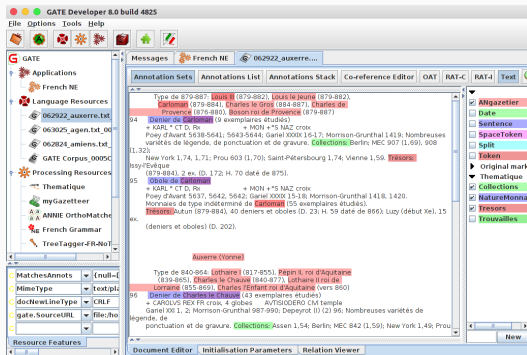 GATE Developer 8.0 build 4825
File Options Tools Help
Messages French NE 062922_auxerre....
GATE
Applications
French NE
Language Resources
062922_auxerre.txt
063025_agen.txt_00
062824_amiens.txt_
GATE Corpus_0005C
Processing Resources
Thematique
myGazetteer
ANNIE OrthoMatche
French Grammar
TreeTagger-FR-NoT
MatchesAnnots {null=[
MimeType text/pla
docNewLineType CRLF
gate.SourceURL file:/ho
Resource Features
Annotation Sets Annotations List Annotations Stack Co-reference Editor OAT RAT-C RAT-I Text
Type de 879-887: Louis III (879-882), Louis le Jeune (879-882),
Carloman (879-884), Charles le Gros (884-887), Charles de
Provence (876-880), Boson roi de Provence (879-887)
94 Denier de Carloman (9 exemplaires étudiés)
+ KARL * CT D, Rx + MON +*S NAZ croix
Poey d'Avant 5638-5641; 5643-5644; Gariel XXXIX 16-17; Morrison-Grunthal 1419; Nombreuses
variétés de légende, de ponctuation et de gravure. Collections: Berlin; MEC 907 (1,69), 908
(1,32);
New York 1,74, 1,71; Prou 603 (1,70); Saint-Pétersbourg 1,74; Vienne 1,59. Trésors:
Issy-l'Evêque
(879-884), 2 ex. (D. 172; H. 70 daté de 875).
95 Obole de Carloman
+ KARL * CT D, Rx + MON +*S NAZ croix
Poey d'Avant 5637, 5642, 5642; Gariel XXIX 15-18; Morrison-Grunthal 1418, 1420.
Monnaies de type indéterminé de Carloman (55 exemplaires étudiés).
Trésors: Autun (879-884), 40 deniers et oboles (D. 23; H. 59 daté de 866); Luzy (début Xe), 15
ex.
(deniers et oboles) (D. 232).
Auxerre (Yonne)
Type de 840-864: Lothaire I (817-855), Pépin II, roi d'Aquitaine
(839-865), Charles le Chauve (840-877), Lothaire II roi de
Lorraine (855-869), Charles l'Enfant roi d'Aquitaine (vers 860)
96 Denier de Charles le Chauve (43 exemplaires étudiés)
+ CAROLVS REX FR croix, 4 globes AVTISIODERO CIVI temple
Gariel XXI 1, 2; Morrison-Grunthal 987-990; Depeyrot (I) (2) 96; Nombreuses variétés de
légende, de
ponctuation et de gravure. Collections: Assen 1,54; Berlin; MEC 842 (1,59); New York 1,49; Prou
ANgazetier
Date
Sentence
SpaceToken
Split
Token
Original mark
Thematique
Collections
NatureMonna
Tresors
Trouvailles
New
Document Editor Initialisation Parameters Relation Viewer